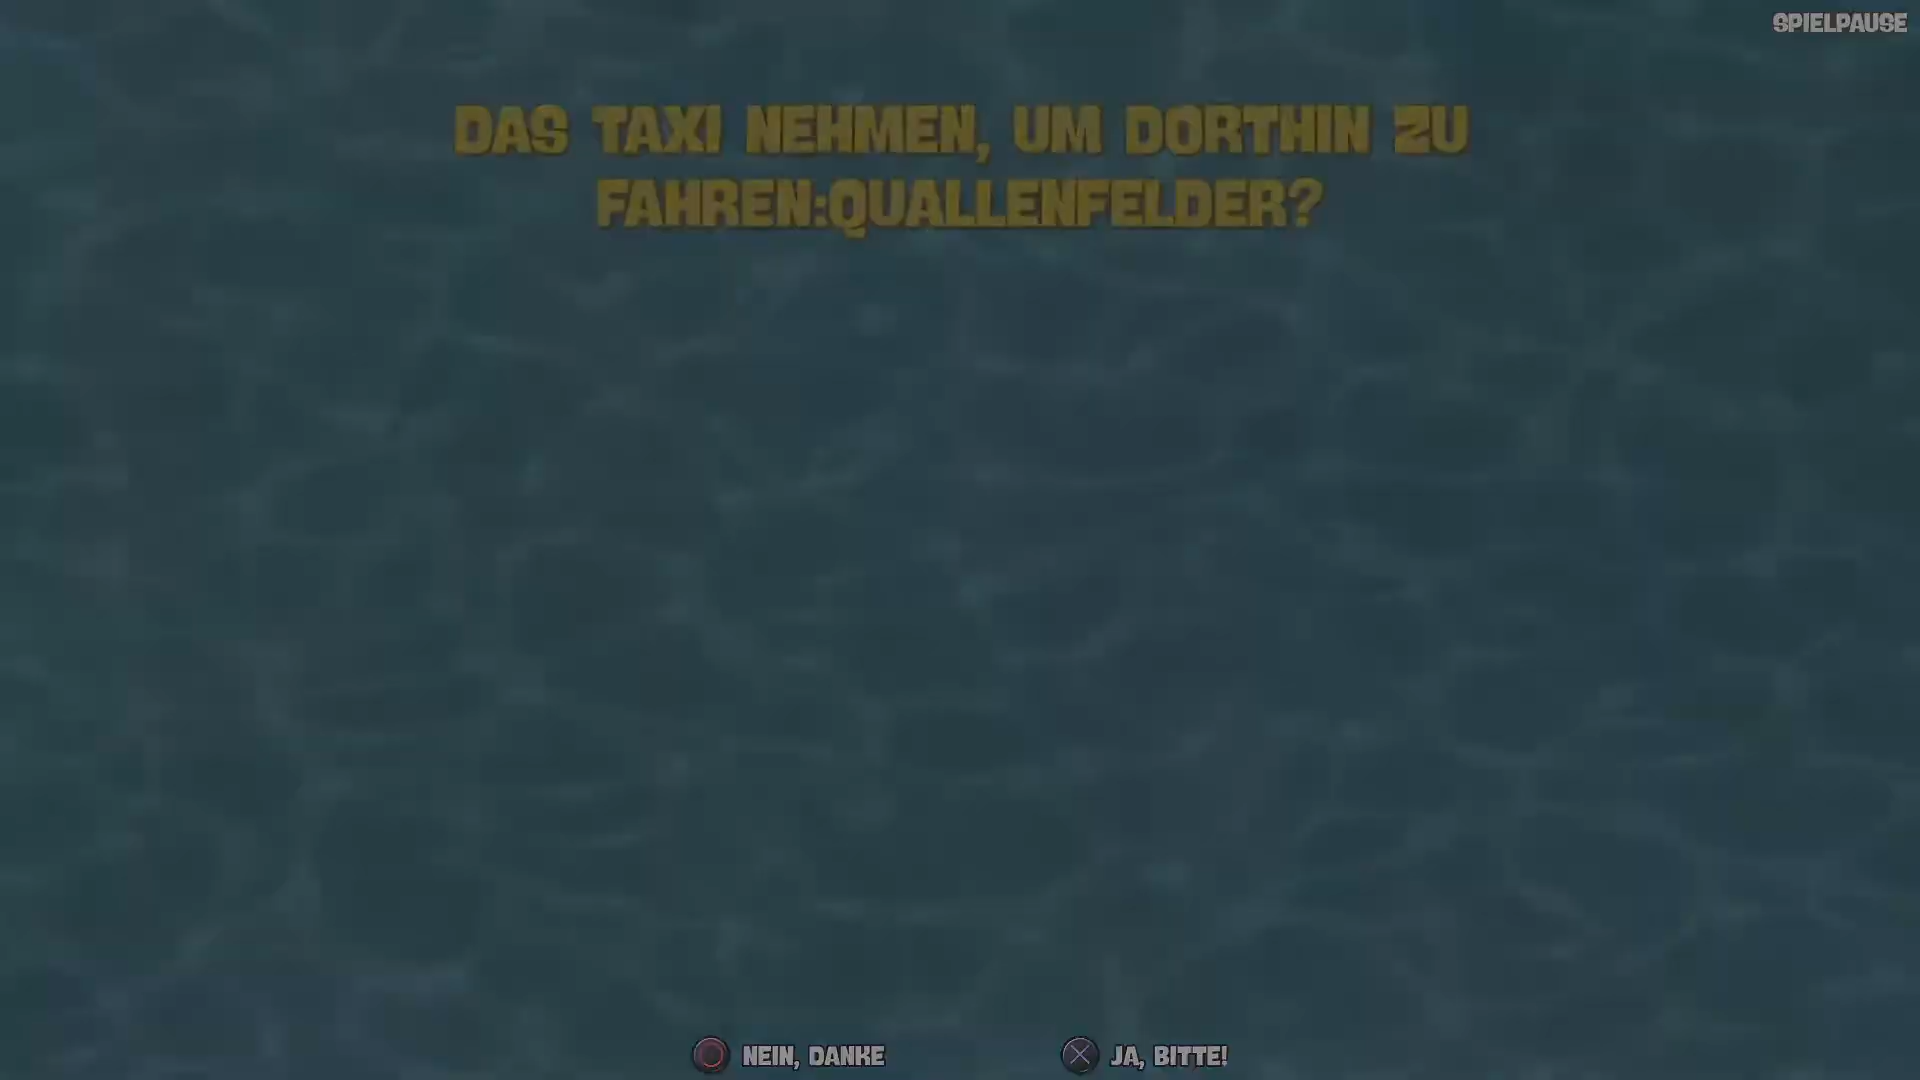 SPIELPAUSE
DAS TAXI NEHMEN, UM DORTHIN ZU
FAHREN:QUALLENFELDER?
NEIN, DANKE
JA, BITTE!